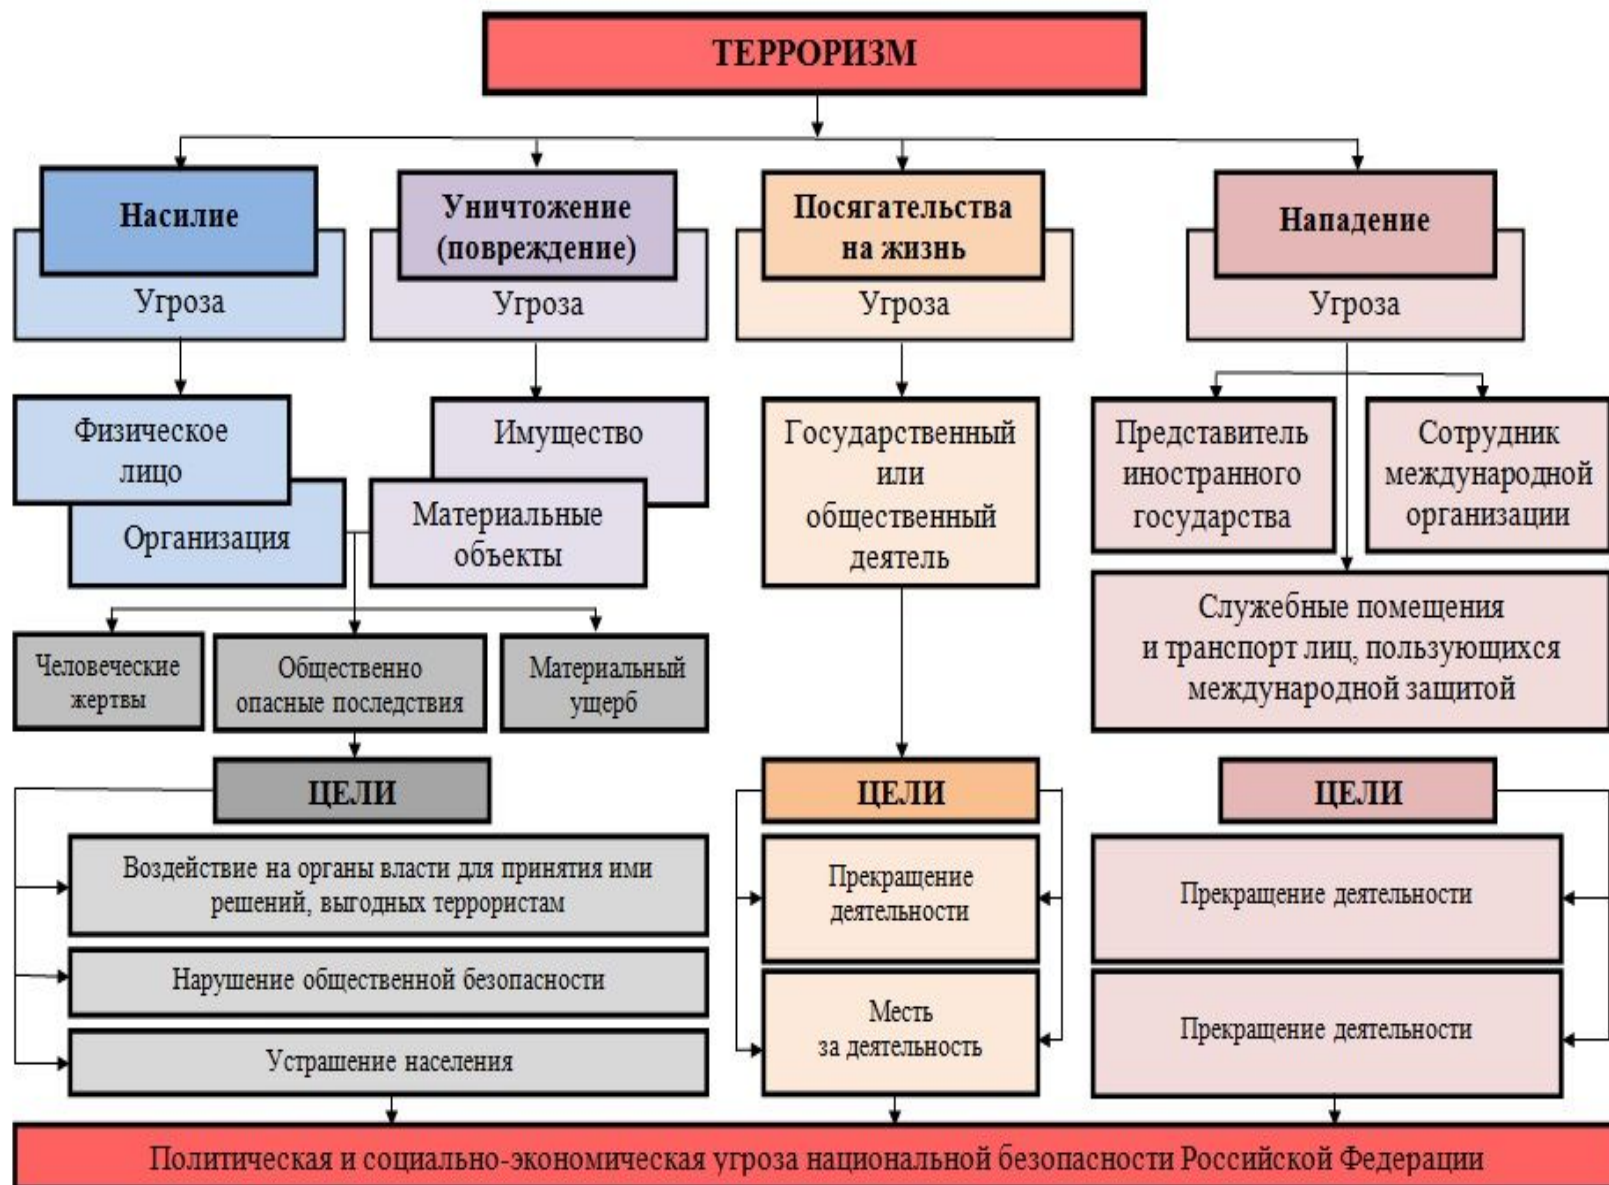 ТЕРРОРИЗМ
Насилие
Угроза
Уничтожение
(повреждение)
Угроза
Посягательства
на жизнь
Угроза
Нападение
Угроза
Физическое
лицо
Организация
Имущество
Материальные
объекты
Государственный
или
общественный
деятель
Представитель
иностранного
государства
Сотрудник
международной
организации
Служебные помещения
и транспорт лиц, пользующихся
международной защитой
Человеческие
жертвы
Общественно
опасные последствия
Материальный
ущерб
ЦЕЛИ
Воздействие на органы власти для принятия ими
решений, выгодных террористам
Нарушение общественной безопасности
Устрашение населения
ЦЕЛИ
Прекращение
деятельности
Месть
за деятельность
ЦЕЛИ
Прекращение деятельности
Прекращение деятельности
Политическая и социально-экономическая угроза национальной безопасности Российской Федерации